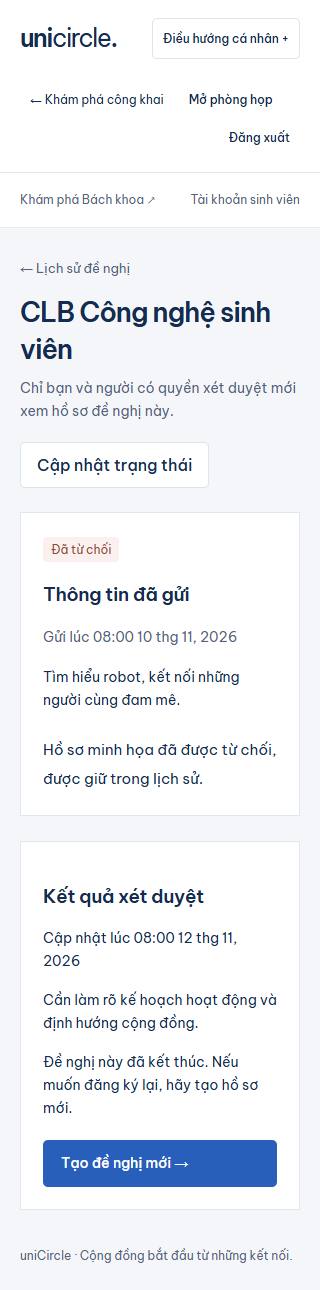 unicircle.
Điều hướng cá nhân +
← Khám phá công khai
Mở phòng họp
Đăng xuất
Khám phá Bách khoa ↗
Tài khoản sinh viên
← Lịch sử đề nghị
CLB Công nghệ sinh
viên
Chỉ bạn và người có quyền xét duyệt mới
xem hồ sơ đề nghị này.
Cập nhật trạng thái
Đã từ chối
Thông tin đã gửi
Gửi lúc 08:00 10 thg 11, 2026
Tìm hiểu robot, kết nối những
người cùng đam mê.
Hồ sơ minh họa đã được từ chối,
được giữ trong lịch sử.
Kết quả xét duyệt
Cập nhật lúc 08:00 12 thg 11,
2026
Cần làm rõ kế hoạch hoạt động và
định hướng cộng đồng.
Đề nghị này đã kết thúc. Nếu
muốn đăng ký lại, hãy tạo hồ sơ
mới.
Tạo đề nghị mới →
uniCircle · Cộng đồng bắt đầu từ những kết nối.